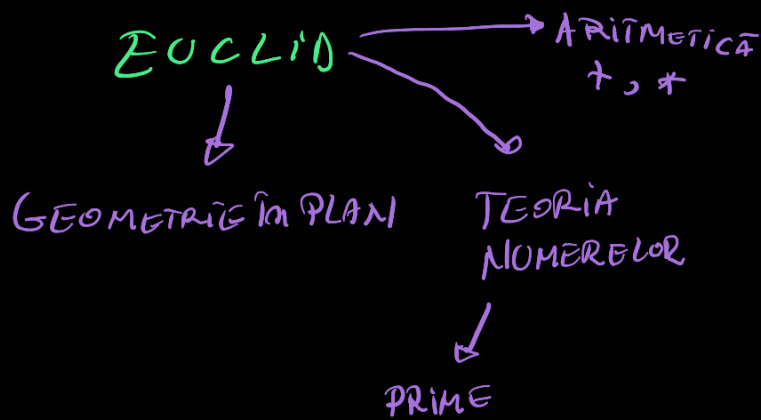 EUCLID
ARITMETICĂ
+, *
GEOMETRIE ÎN PLAN
TEORIA
NUMERELOR
PRIME